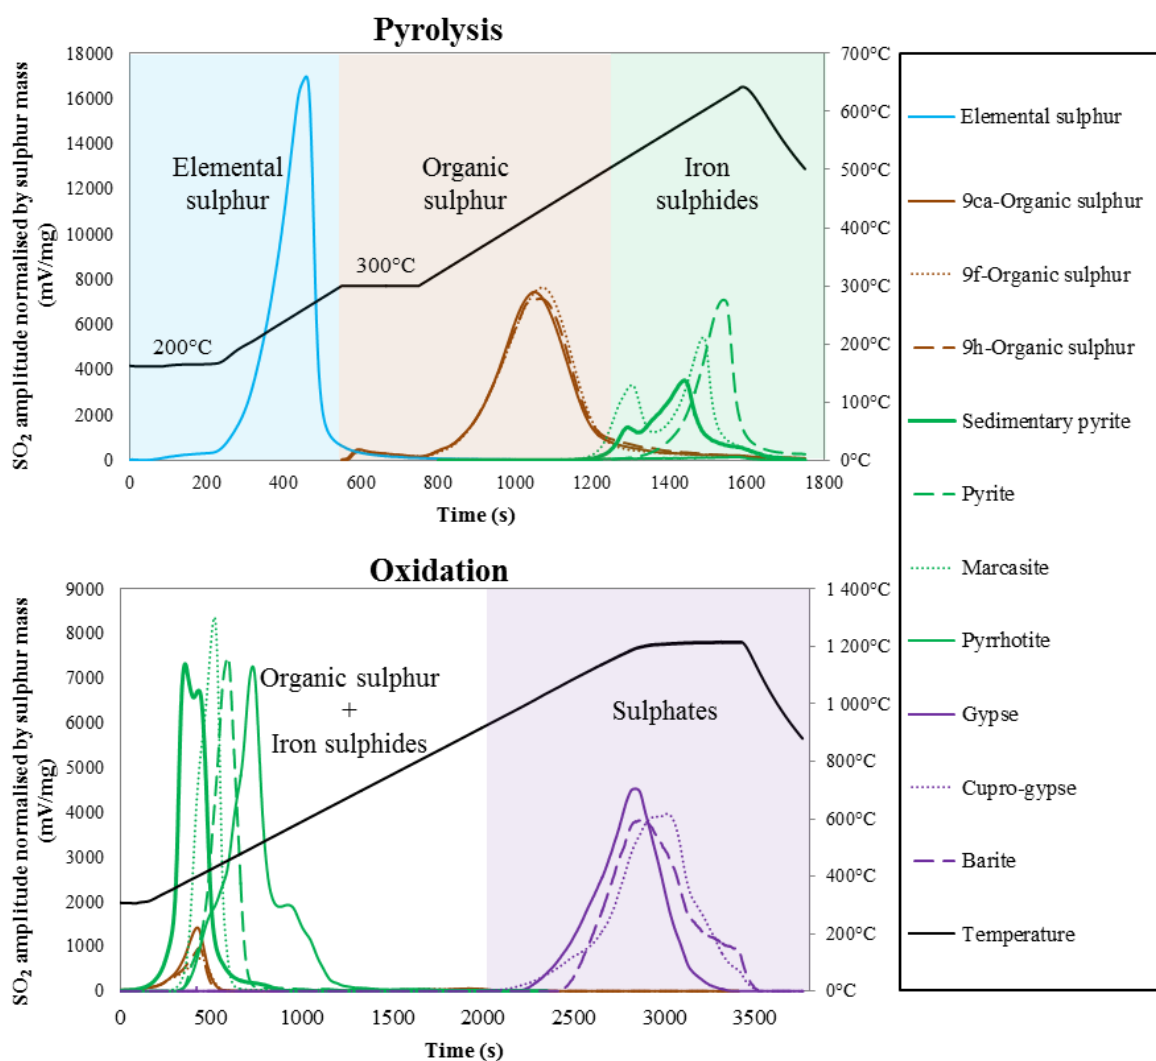 Pyrolysis
SO2 amplitude normalised by sulphur mass
(mV/mg)
18000
16000
14000
12000
10000
8000
6000
4000
2000
0
Elemental
sulphur
Organic
sulphur
Iron
sulphides
200°C
300°C
700°C
600°C
500°C
400°C
300°C
200°C
100°C
0°C
0 200 400 600 800 1000 1200 1400 1600 1800
Time (s)
Elemental sulphur
9ca-Organic sulphur
9f-Organic sulphur
9h-Organic sulphur
Sedimentary pyrite
Pyrite
Marcasite
Pyrrhotite
Gypse
Cupro-gypse
Barite
Temperature
Oxidation
SO2 amplitude normalised by sulphur mass
(mV/mg)
9000
8000
7000
6000
5000
4000
3000
2000
1000
0
Organic sulphur
+
Iron sulphides
Sulphates
1 400°C
1 200°C
1 000°C
800°C
600°C
400°C
200°C
0°C
0 500 1000 1500 2000 2500 3000 3500
Time (s)